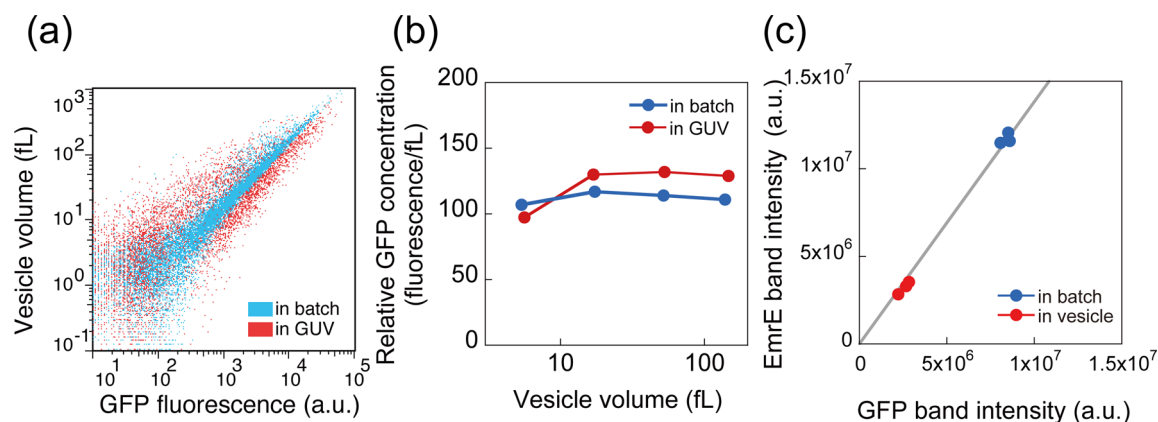 (a)
Vesicle volume (fL)
10³
10²
10¹
10⁰
10⁻¹
in batch
in GUV
10 10¹ 10² 10³ 10⁴ 10⁵
GFP fluorescence (a.u.)
(b)
Relative GFP concentration
(fluorescence/fL)
200
150
100
50
0
in batch
in GUV
10 100
Vesicle volume (fL)
(c)
EmrE band intensity (a.u.)
1.5x10⁷
1x10⁷
5x10⁶
0
in batch
in vesicle
0 5x10⁶ 1x10⁷ 1.5x10⁷
GFP band intensity (a.u.)